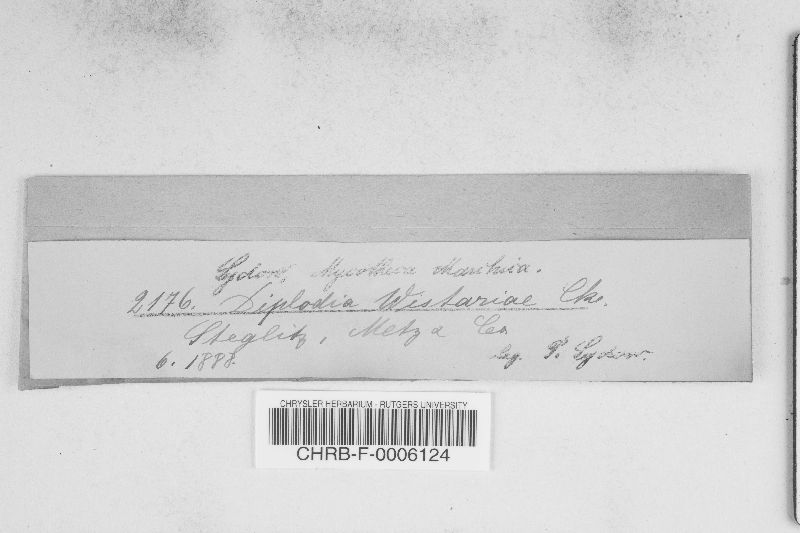 Sydow, Mycotheca Marchica.
2176. Diplodia Wistariae Cke.
Steglitz, Metz & Co
6. 1888. leg. P. Sydow.
CHRYSLER HERBARIUM - RUTGERS UNIVERSITY
CHRB-F-0006124